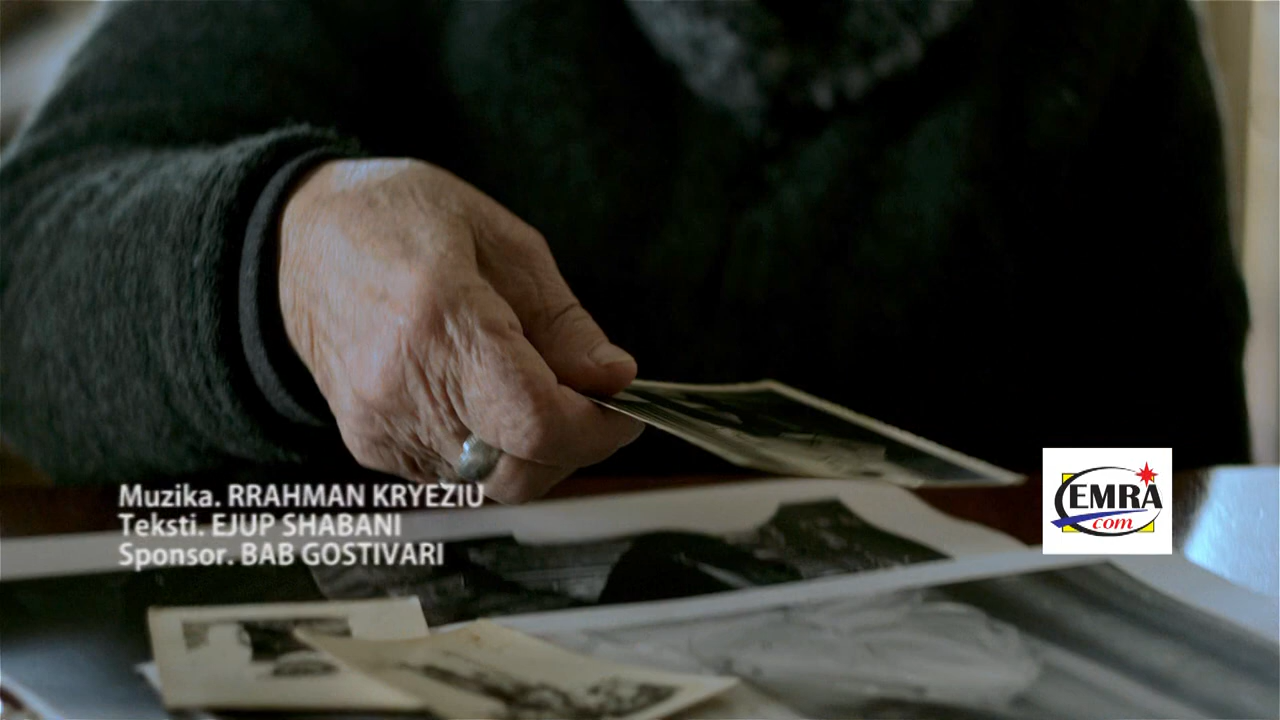 Muzika. RRAHMAN KRYEZIU
Teksti. EJUP SHABANI
Sponsor. BAB GOSTIVARI
EMRA
com